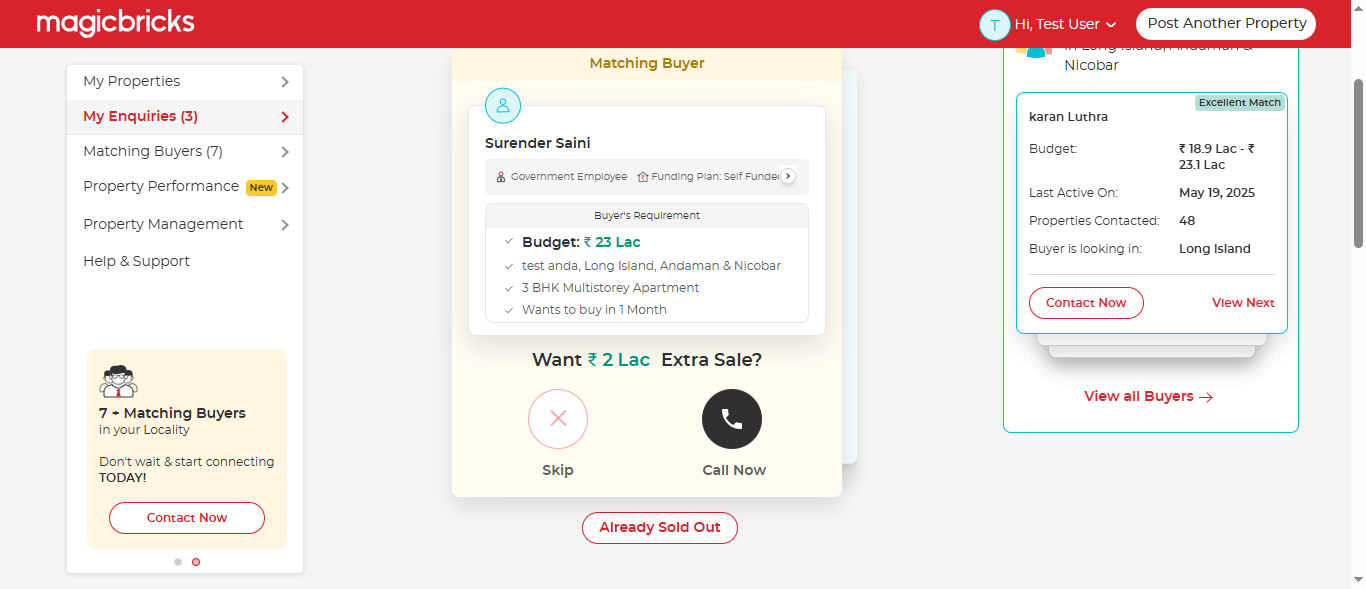 magicbricks
T
Hi, Test User
Post Another Property
My Properties
My Enquiries (3)
Matching Buyers (7)
Property Performance New
Property Management
Help & Support
7 + Matching Buyers
in your Locality
Don't wait & start connecting
TODAY!
Contact Now
Matching Buyer
Surender Saini
Government Employee
Funding Plan: Self Funded
Buyer's Requirement
Budget: ₹ 23 Lac
test anda, Long Island, Andaman & Nicobar
3 BHK Multistorey Apartment
Wants to buy in 1 Month
Want ₹ 2 Lac Extra Sale?
Skip
Call Now
Already Sold Out
in Long Island, Andaman &
Nicobar
Excellent Match
karan Luthra
Budget: ₹ 18.9 Lac - ₹
23.1 Lac
Last Active On: May 19, 2025
Properties Contacted: 48
Buyer is looking in: Long Island
Contact Now
View Next
View all Buyers